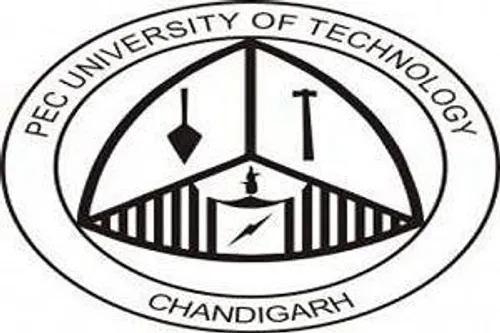 PEC UNIVERSITY OF TECHNOLOGY
CHANDIGARH